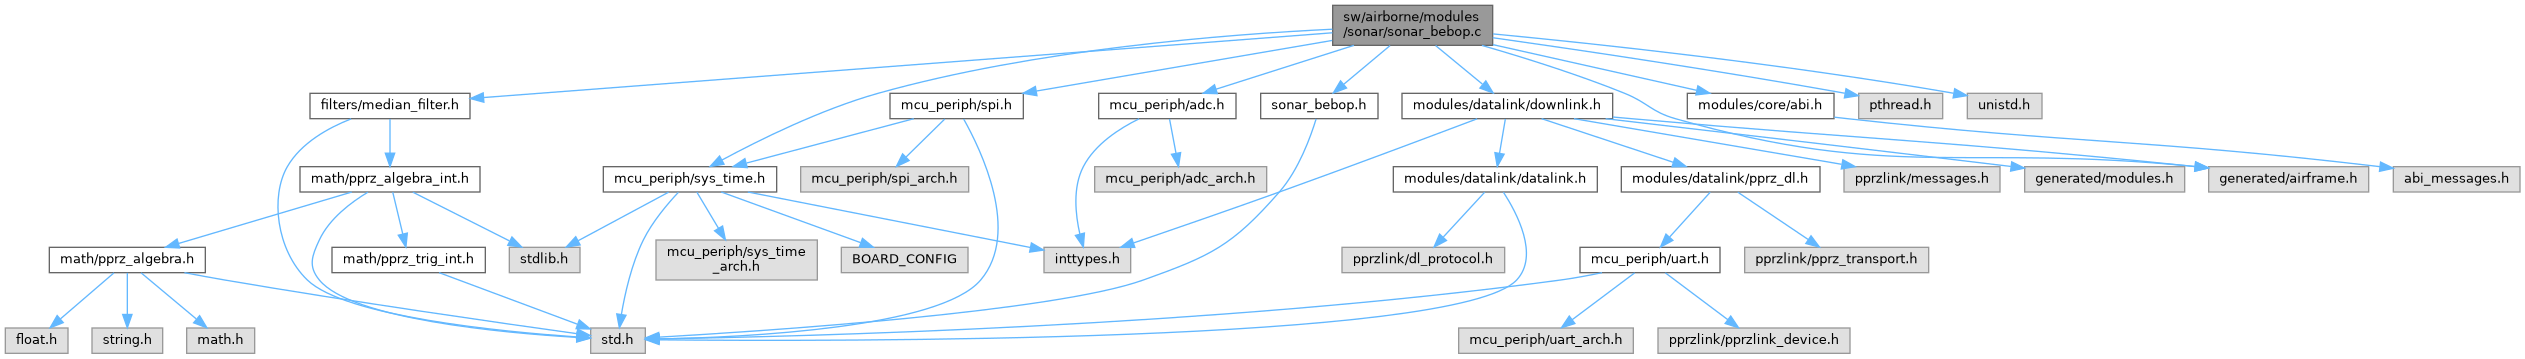 sw/airborne/modules
/sonar/sonar_bebop.c
filters/median_filter.h
mcu_periph/spi.h
mcu_periph/adc.h
sonar_bebop.h
modules/datalink/downlink.h
modules/core/abi.h
pthread.h
unistd.h
math/pprz_algebra_int.h
mcu_periph/sys_time.h
mcu_periph/spi_arch.h
mcu_periph/adc_arch.h
modules/datalink/datalink.h
modules/datalink/pprz_dl.h
pprzlink/messages.h
generated/modules.h
generated/airframe.h
abi_messages.h
math/pprz_algebra.h
math/pprz_trig_int.h
stdlib.h
mcu_periph/sys_time
_arch.h
BOARD_CONFIG
inttypes.h
pprzlink/dl_protocol.h
mcu_periph/uart.h
pprzlink/pprz_transport.h
float.h
string.h
math.h
std.h
mcu_periph/uart_arch.h
pprzlink/pprzlink_device.h